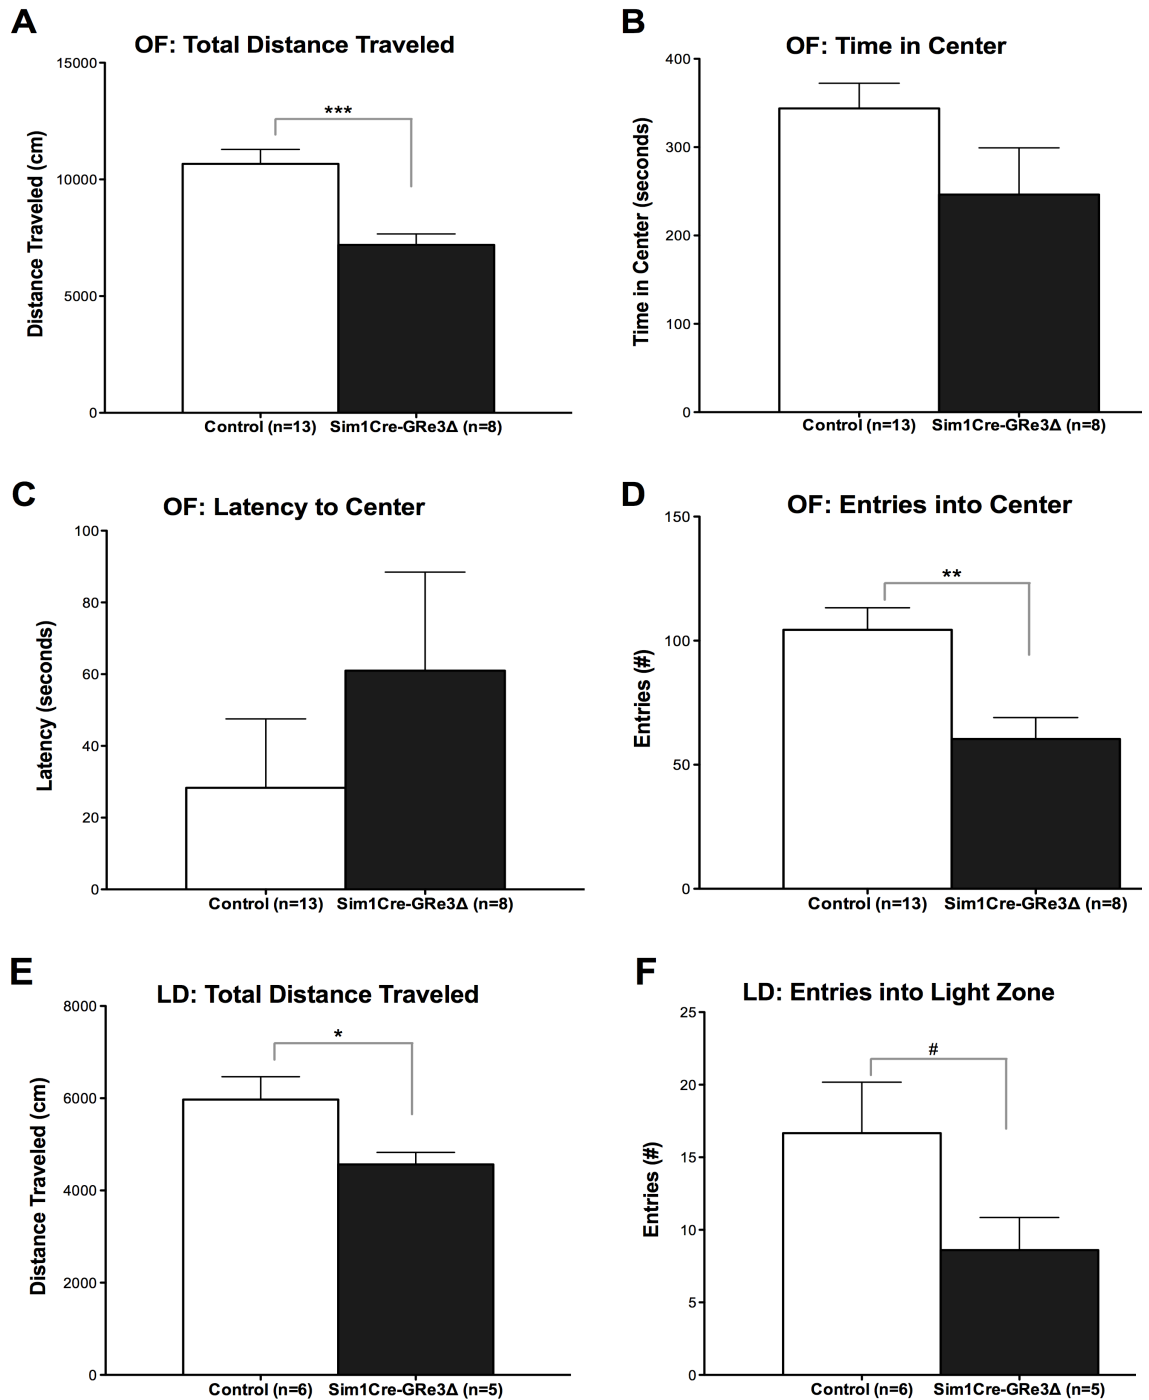 A
OF: Total Distance Traveled
15000
10000
5000
0
Distance Traveled (cm)
***
Control (n=13) Sim1Cre-GRe3Δ (n=8)
B
OF: Time in Center
400
300
200
100
0
Time in Center (seconds)
Control (n=13) Sim1Cre-GRe3Δ (n=8)
C
OF: Latency to Center
100
80
60
40
20
0
Latency (seconds)
Control (n=13) Sim1Cre-GRe3Δ (n=8)
D
OF: Entries into Center
150
100
50
0
Entries (#)
**
Control (n=13) Sim1Cre-GRe3Δ (n=8)
E
LD: Total Distance Traveled
8000
6000
4000
2000
0
Distance Traveled (cm)
*
Control (n=6) Sim1Cre-GRe3Δ (n=5)
F
LD: Entries into Light Zone
25
20
15
10
5
0
Entries (#)
#
Control (n=6) Sim1Cre-GRe3Δ (n=5)